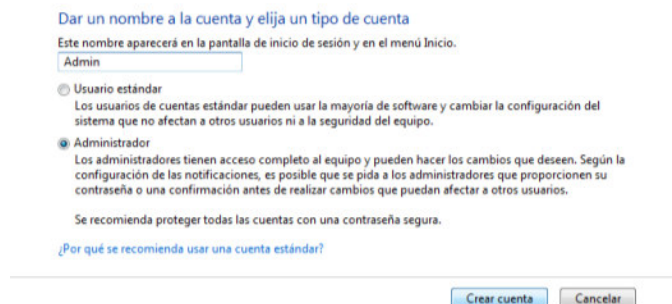 Dar un nombre a la cuenta y elija un tipo de cuenta
Este nombre aparecerá en la pantalla de inicio de sesión y en el menú Inicio.
Admin
Usuario estándar
Los usuarios de cuentas estándar pueden usar la mayoría de software y cambiar la configuración del
sistema que no afectan a otros usuarios ni a la seguridad del equipo.
Administrador
Los administradores tienen acceso completo al equipo y pueden hacer los cambios que deseen. Según la
configuración de las notificaciones, es posible que se pida a los administradores que proporcionen su
contraseña o una confirmación antes de realizar cambios que puedan afectar a otros usuarios.
Se recomienda proteger todas las cuentas con una contraseña segura.
¿Por qué se recomienda usar una cuenta estándar?
Crear cuenta Cancelar